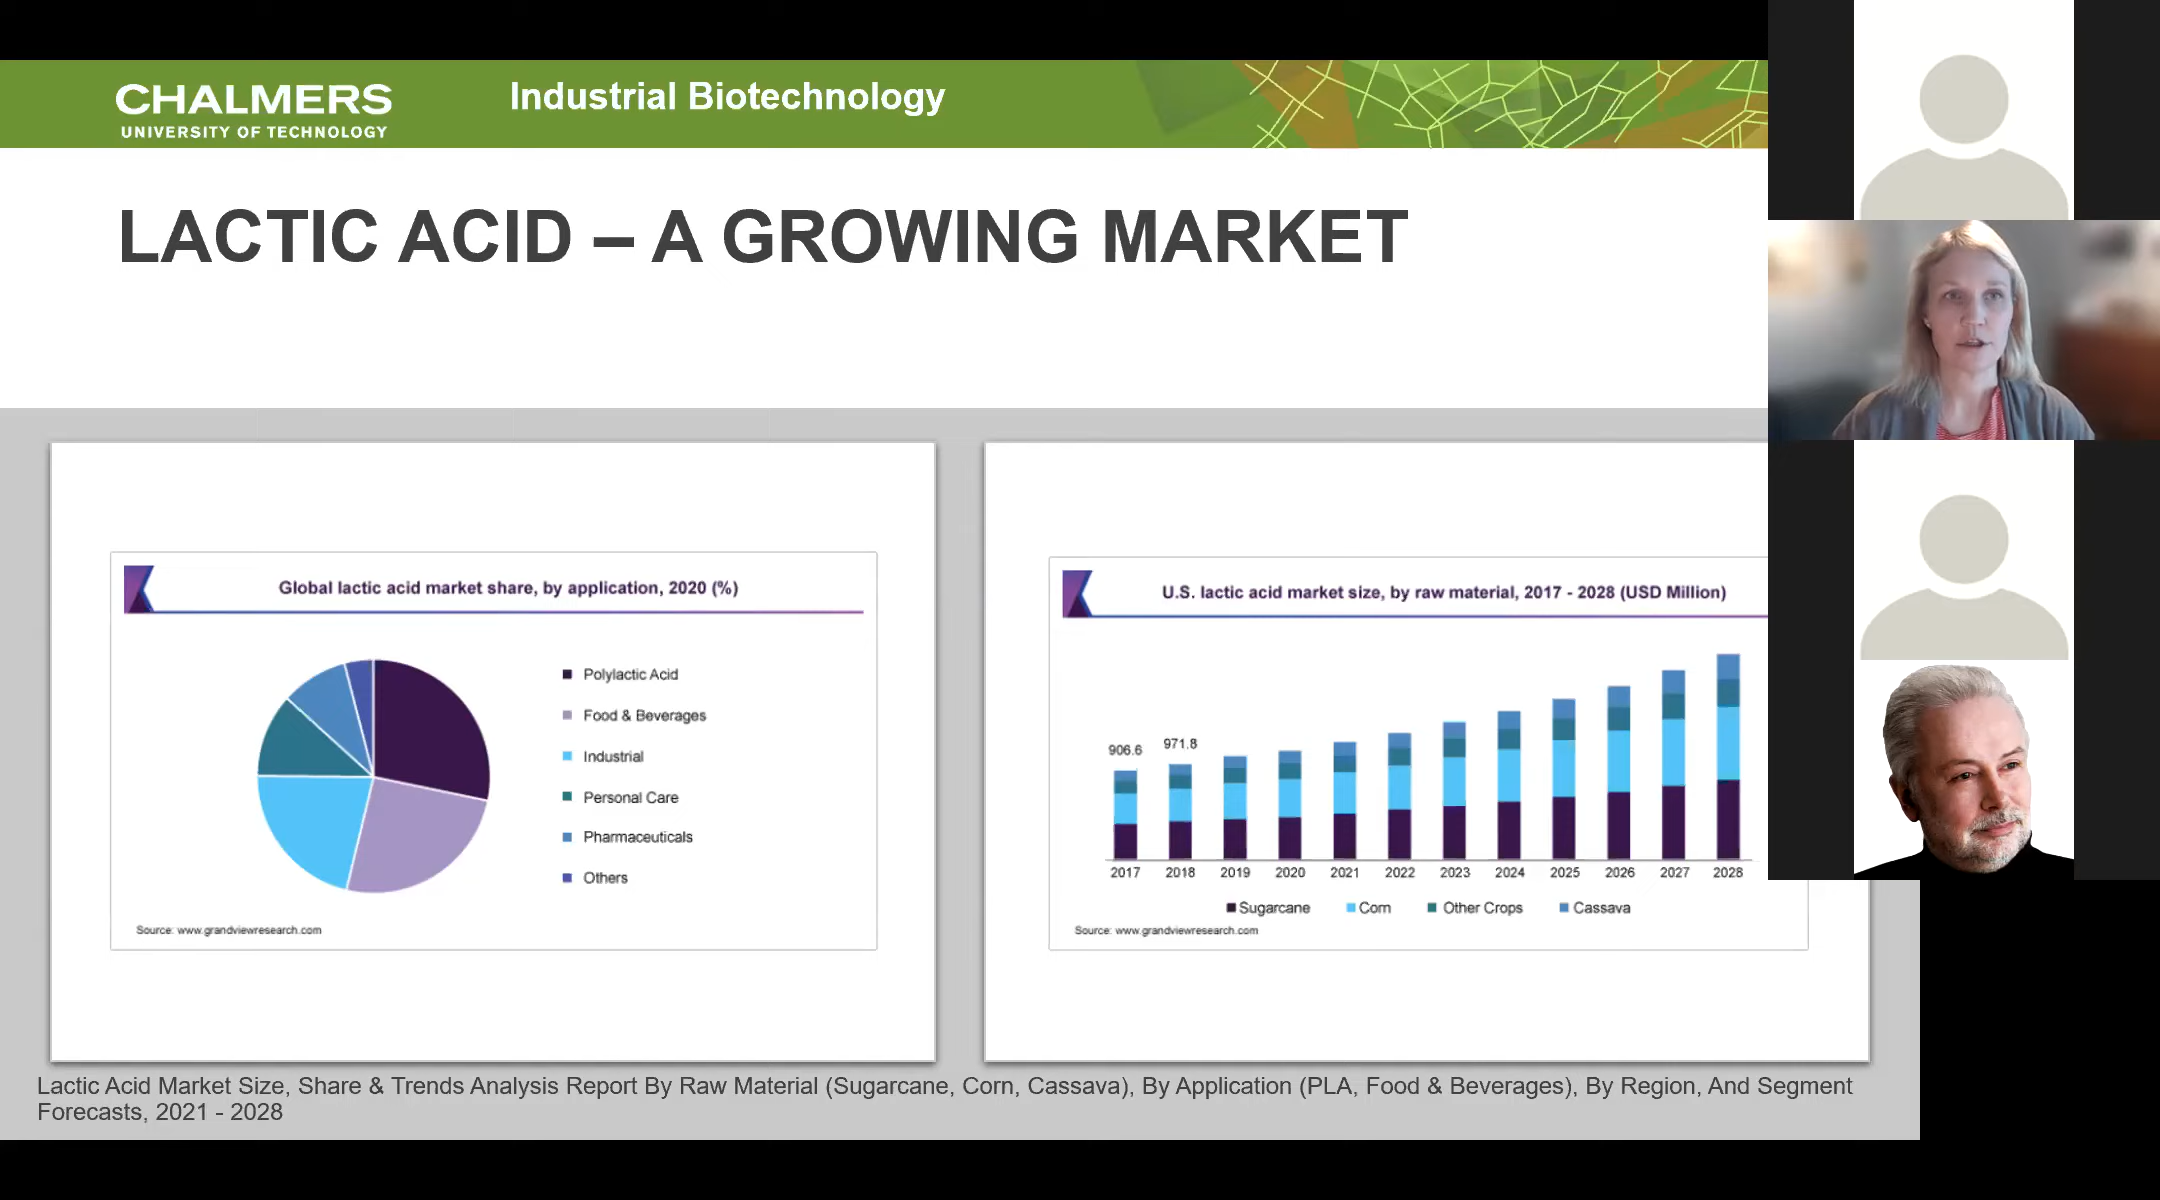 CHALMERS
UNIVERSITY OF TECHNOLOGY
Industrial Biotechnology
LACTIC ACID – A GROWING MARKET
Global lactic acid market share, by application, 2020 (%)
Polylactic Acid
Food & Beverages
Industrial
Personal Care
Pharmaceuticals
Others
Source: www.grandviewresearch.com
U.S. lactic acid market size, by raw material, 2017 - 2028 (USD Million)
906.6 971.8
2017 2018 2019 2020 2021 2022 2023 2024 2025 2026 2027 2028
Sugarcane Corn Other Crops Cassava
Source: www.grandviewresearch.com
Lactic Acid Market Size, Share & Trends Analysis Report By Raw Material (Sugarcane, Corn, Cassava), By Application (PLA, Food & Beverages), By Region, And Segment
Forecasts, 2021 - 2028